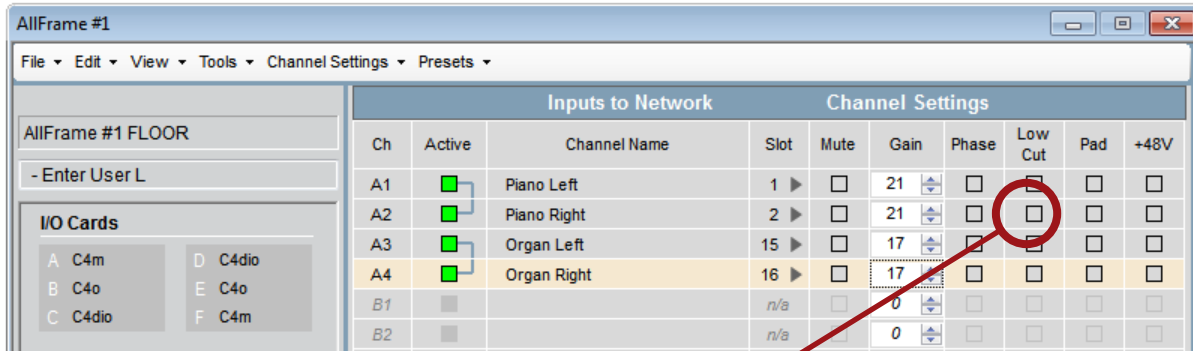 AllFrame #1
File Edit View Tools Channel Settings Presets
Inputs to Network Channel Settings
AllFrame #1 FLOOR
Ch Active Channel Name Slot Mute Gain Phase Low Cut Pad +48V
- Enter User L
A1 Piano Left 1 21
I/O Cards
A2 Piano Right 2 21
A C4m D C4dio
A3 Organ Left 15 17
B C4o E C4o
A4 Organ Right 16 17
C C4dio F C4m
B1 n/a 0
B2 n/a 0